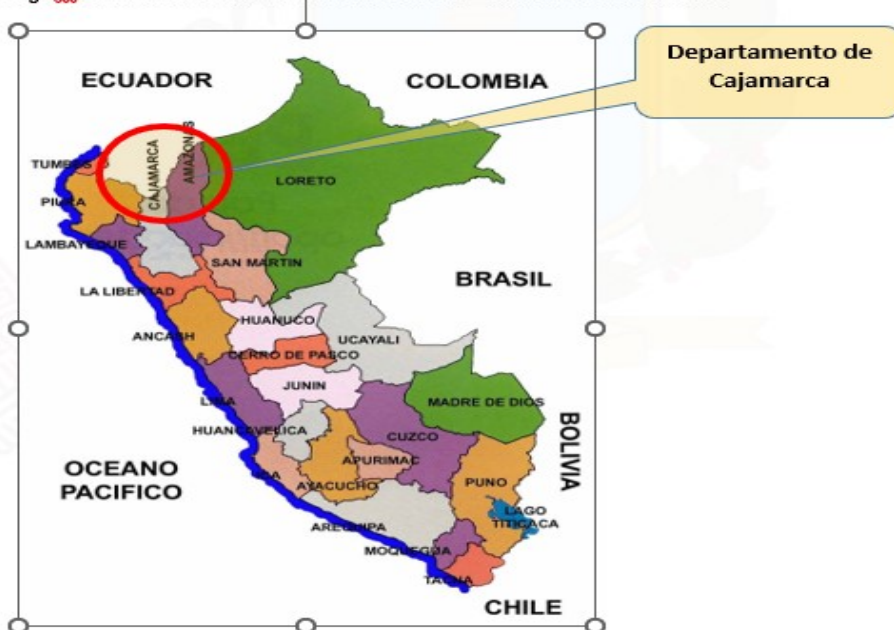 Departamento de
Cajamarca
ECUADOR
COLOMBIA
TUMBES
CAJAMARCA
AMAZONAS
LORETO
PIURA
LAMBAYEQUE
SAN MARTIN
BRASIL
LA LIBERTAD
HUANUCO
ANCASH
UCAYALI
CERRO DE PASCO
JUNIN
LIMA
MADRE DE DIOS
BOLIVIA
HUANCAVELICA
CUZCO
OCEANO
PACIFICO
APURIMAC
ICA
AYACUCHO
PUNO
LAGO
TITICACA
AREQUIPA
MOQUEGUA
TACNA
CHILE